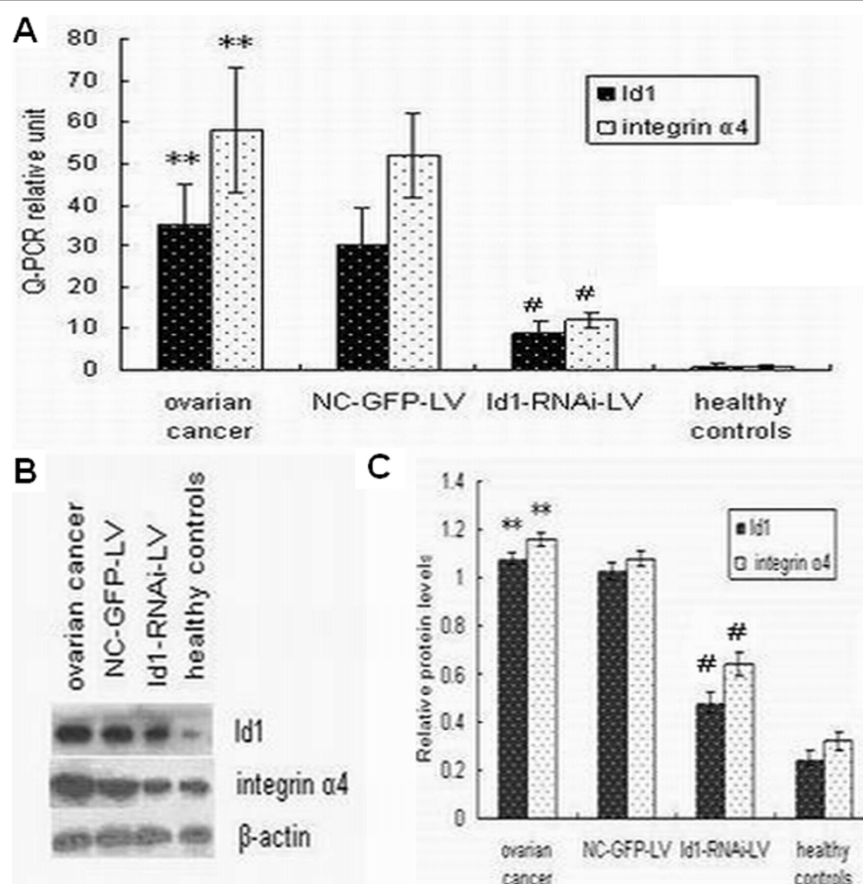 A
80
70
60
50
40
30
20
10
0
Q-PCR relative unit
**
**
#
#
Id1
integrin α4
ovarian cancer
NC-GFP-LV
Id1-RNAi-LV
healthy controls
B
ovarian cancer
NC-GFP-LV
Id1-RNAi-LV
healthy controls
Id1
integrin α4
β-actin
C
1.4
1.2
1
0.8
0.6
0.4
0.2
0
Relative protein levels
**
**
#
#
Id1
integrin α4
ovarian cancer
NC-GFP-LV
Id1-RNAi-LV
healthy controls